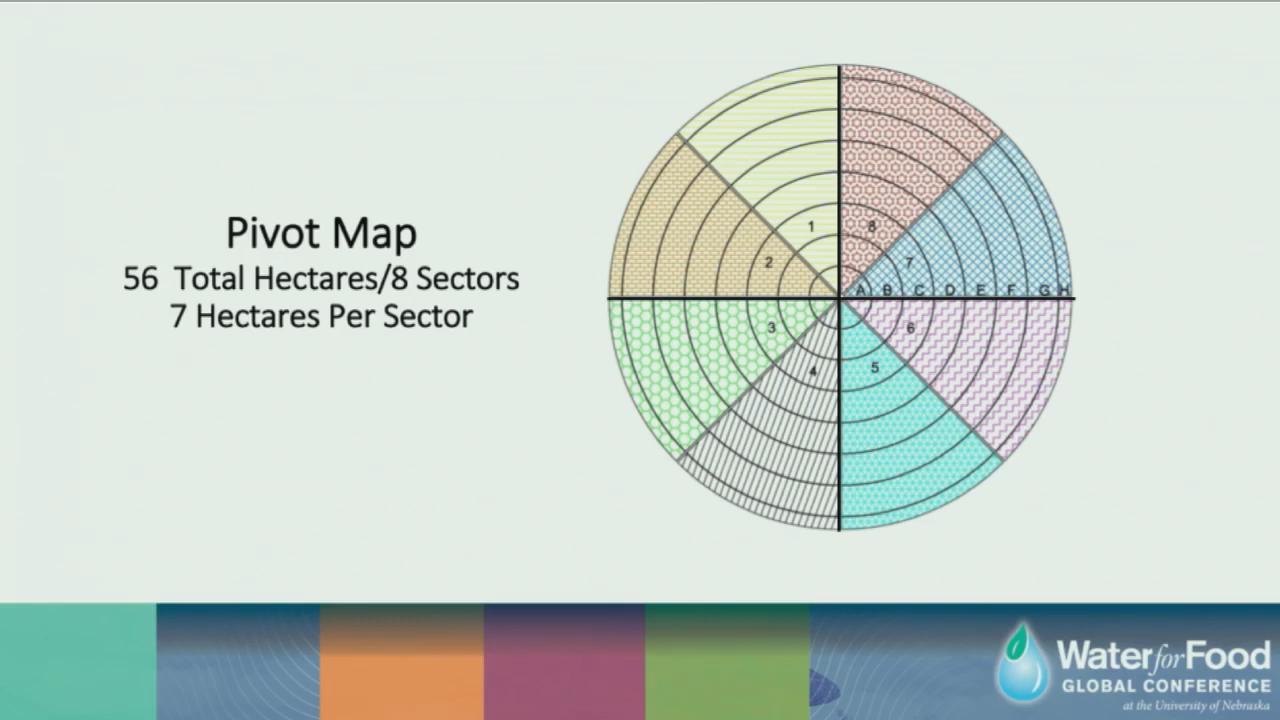 Pivot Map
56 Total Hectares/8 Sectors
7 Hectares Per Sector
1
8
2
7
A B C D E F G H
3
6
4
5
Water for Food
GLOBAL CONFERENCE
at the University of Nebraska